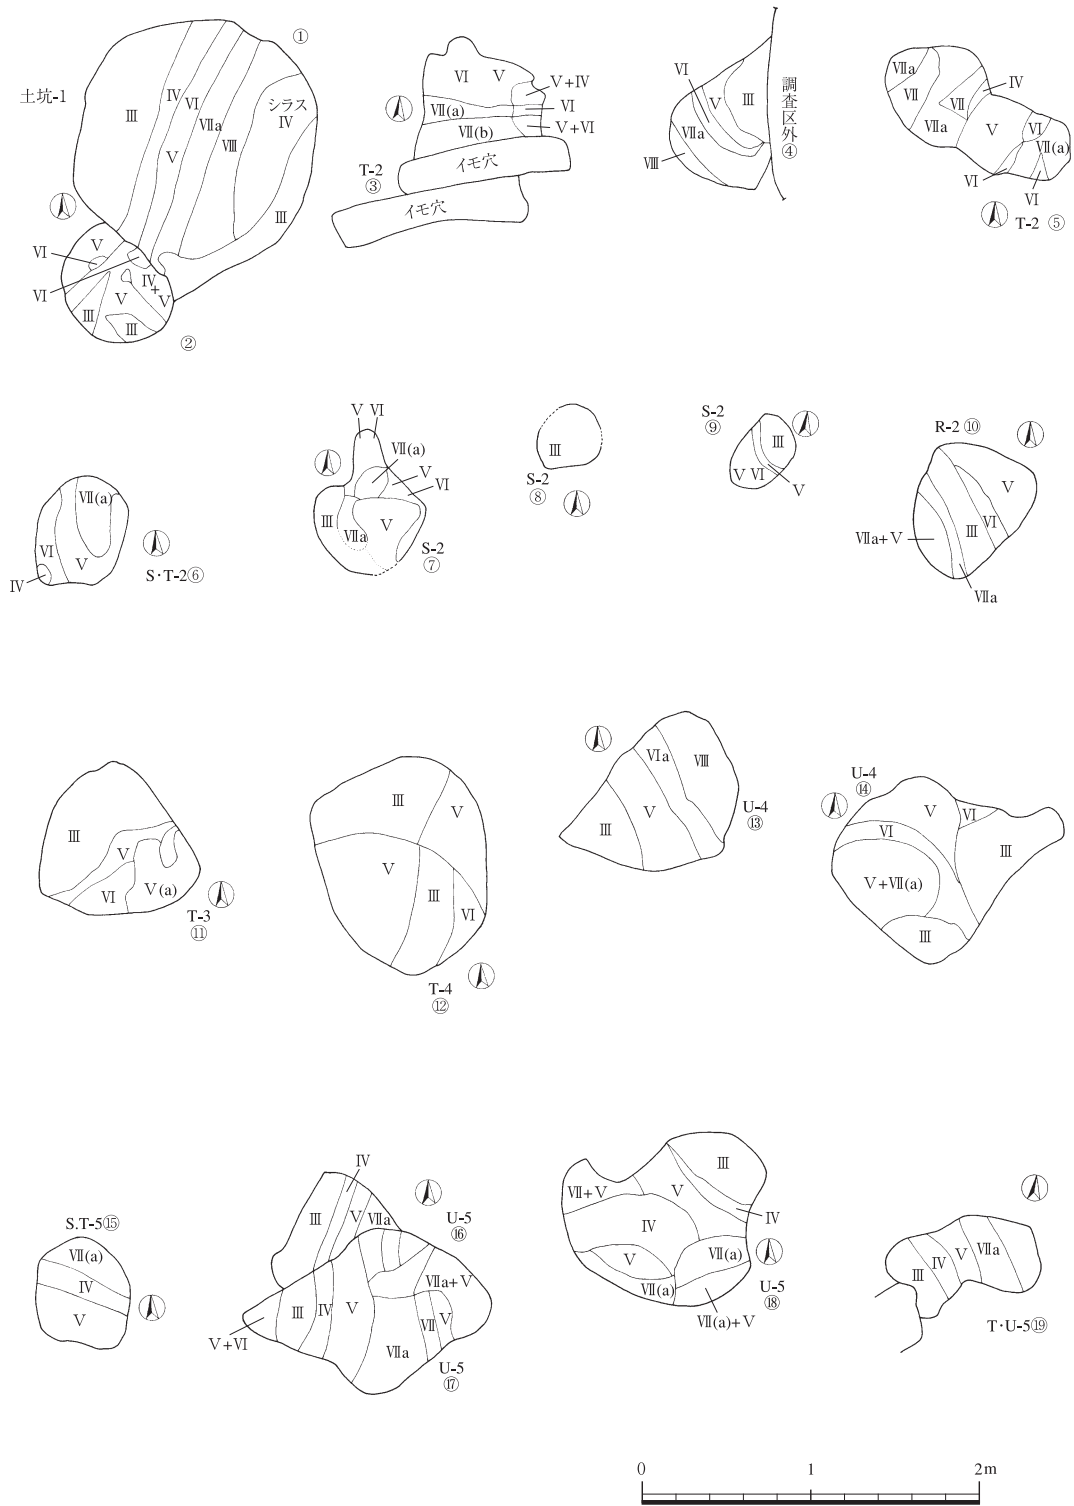 土坑-1
①
Ⅲ
Ⅳ
Ⅵ
Ⅴ
Ⅶa
Ⅷ
シラス
Ⅳ
Ⅲ
Ⅴ
Ⅵ
Ⅵ
Ⅳ
+
Ⅴ
Ⅴ
Ⅲ
Ⅲ
②
Ⅵ
Ⅴ
Ⅴ+Ⅳ
Ⅶ(a)
Ⅵ
Ⅶ(b)
Ⅴ+Ⅵ
イモ穴
T-2
③
イモ穴
Ⅵ
Ⅴ
Ⅲ
Ⅶa
Ⅷ
調査区外
④
Ⅶa
Ⅶ
Ⅳ
Ⅶ
Ⅶa
Ⅴ
Ⅵ
Ⅶ(a)
Ⅵ
Ⅵ
T-2 ⑤
Ⅶ(a)
Ⅵ
Ⅴ
Ⅳ
S・T-2⑥
Ⅴ Ⅵ
Ⅶ(a)
Ⅴ
Ⅵ
Ⅲ
Ⅶa
Ⅴ
S-2
⑦
Ⅲ
S-2
⑧
S-2
⑨
Ⅲ
Ⅴ Ⅵ
Ⅴ
R-2 ⑩
Ⅴ
Ⅲ
Ⅵ
Ⅶa+Ⅴ
Ⅶa
Ⅲ
Ⅴ
Ⅵ
Ⅴ(a)
T-3
⑪
Ⅲ
Ⅴ
Ⅴ
Ⅲ
Ⅵ
T-4
⑫
Ⅵa
Ⅷ
Ⅲ
Ⅴ
U-4
⑬
U-4
⑭
Ⅴ
Ⅵ
Ⅵ
Ⅲ
Ⅴ+Ⅶ(a)
Ⅲ
S.T-5⑮
Ⅶ(a)
Ⅳ
Ⅴ
Ⅳ
Ⅲ
Ⅴ
Ⅶa
U-5
⑯
Ⅶa+Ⅴ
Ⅲ
Ⅳ
Ⅴ
Ⅶ
Ⅴ
Ⅴ+Ⅵ
Ⅶa
U-5
⑰
Ⅲ
Ⅶ+Ⅴ
Ⅴ
Ⅳ
Ⅳ
Ⅴ
Ⅶ(a)
Ⅶ(a)
U-5
⑱
Ⅶ(a)+Ⅴ
Ⅲ
Ⅳ
Ⅴ
Ⅶa
T・U-5⑲
0 1 2m